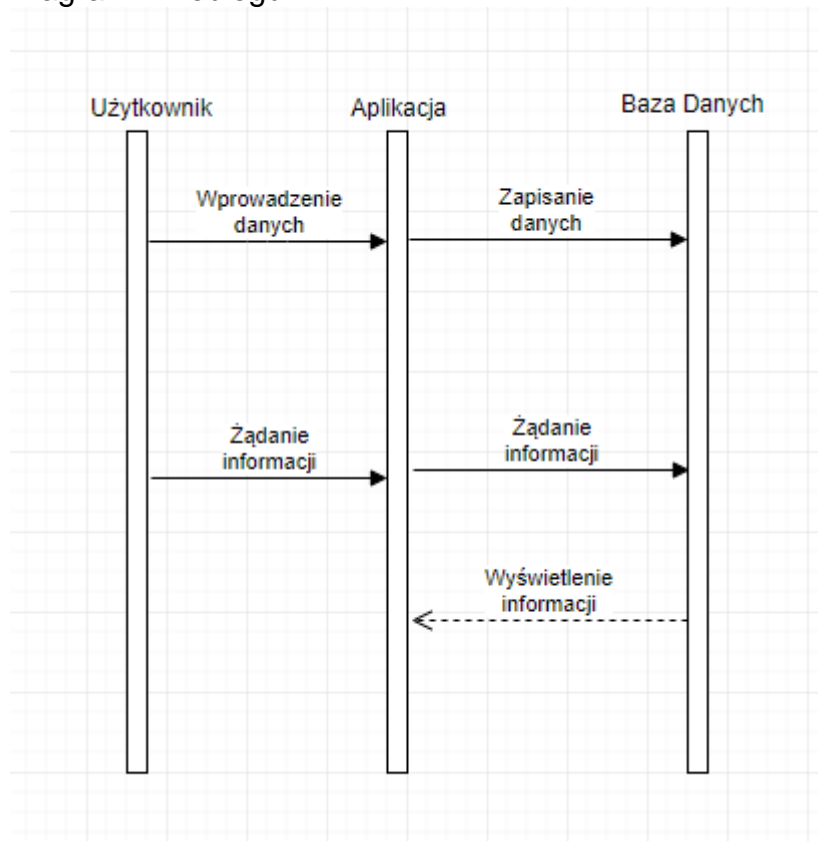 Użytkownik
Aplikacja
Baza Danych
Wprowadzenie
danych
Zapisanie
danych
Żądanie
informacji
Żądanie
informacji
Wyświetlenie
informacji